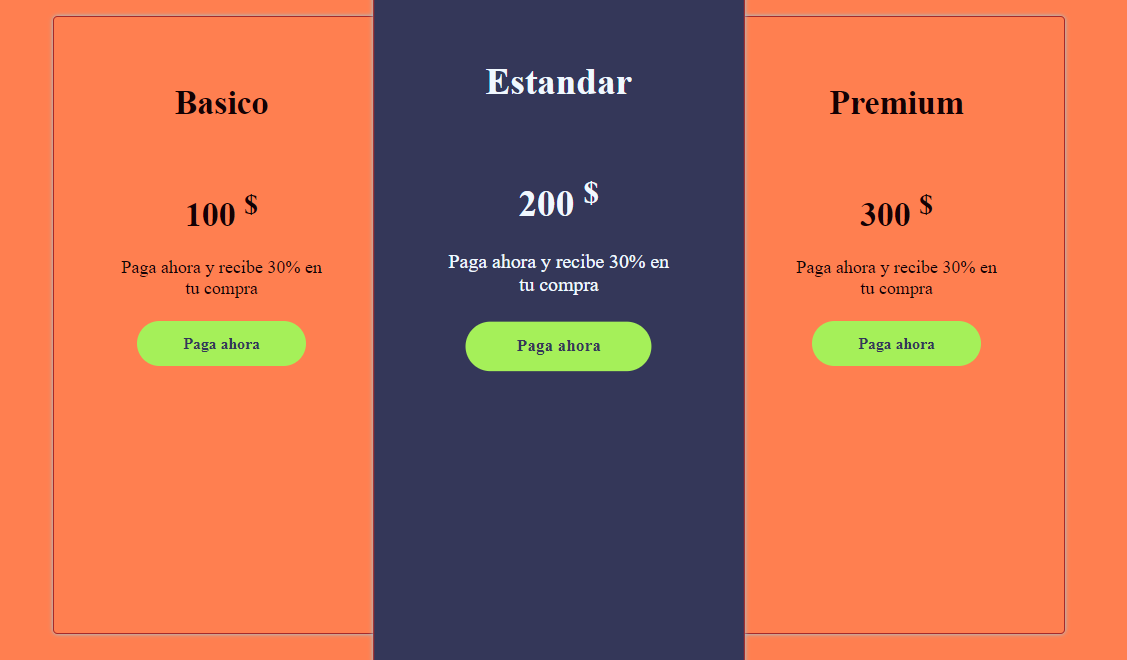 Basico
100 $
Paga ahora y recibe 30% en
tu compra
Paga ahora
Estandar
200 $
Paga ahora y recibe 30% en
tu compra
Paga ahora
Premium
300 $
Paga ahora y recibe 30% en
tu compra
Paga ahora